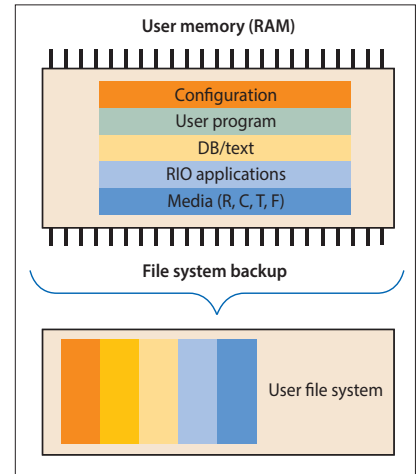 User memory (RAM)
Configuration
User program
DB/text
RIO applications
Media (R, C, T, F)
File system backup
User file system